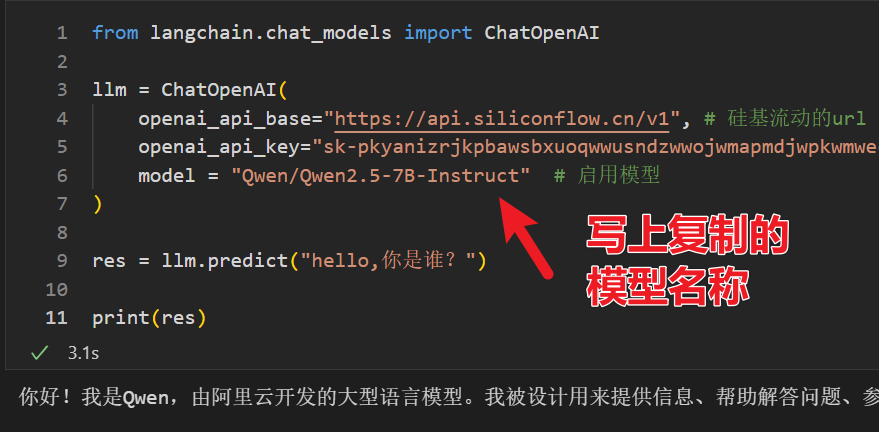 1 from langchain.chat_models import ChatOpenAI
2
3 llm = ChatOpenAI(
4 openai_api_base="https://api.siliconflow.cn/v1", # 硅基流动的url
5 openai_api_key="sk-pkyanizrjkpbawsbxuoqwwusndzwwojwmapmdjwpkwmwe
6 model = "Qwen/Qwen2.5-7B-Instruct" # 启用模型
7 )
8
写上复制的
9 res = llm.predict("hello,你是谁？")
模型名称
10
11 print(res)
3.1s
你好！我是Qwen，由阿里云开发的大型语言模型。我被设计用来提供信息、帮助解答问题、参